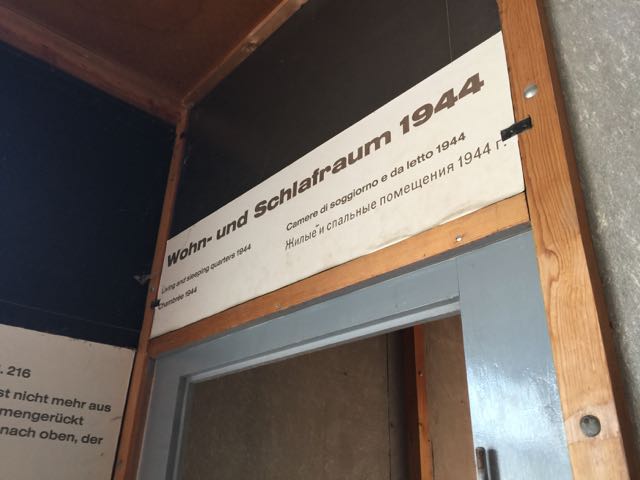 Wohn- und Schlafraum 1944
Living and sleeping quarters 1944
Chambrée 1944
Camere di soggiorno e da letto 1944
Жилые и спальные помещения 1944 г.
. 216
st nicht mehr aus
mengerückt
nach oben, der